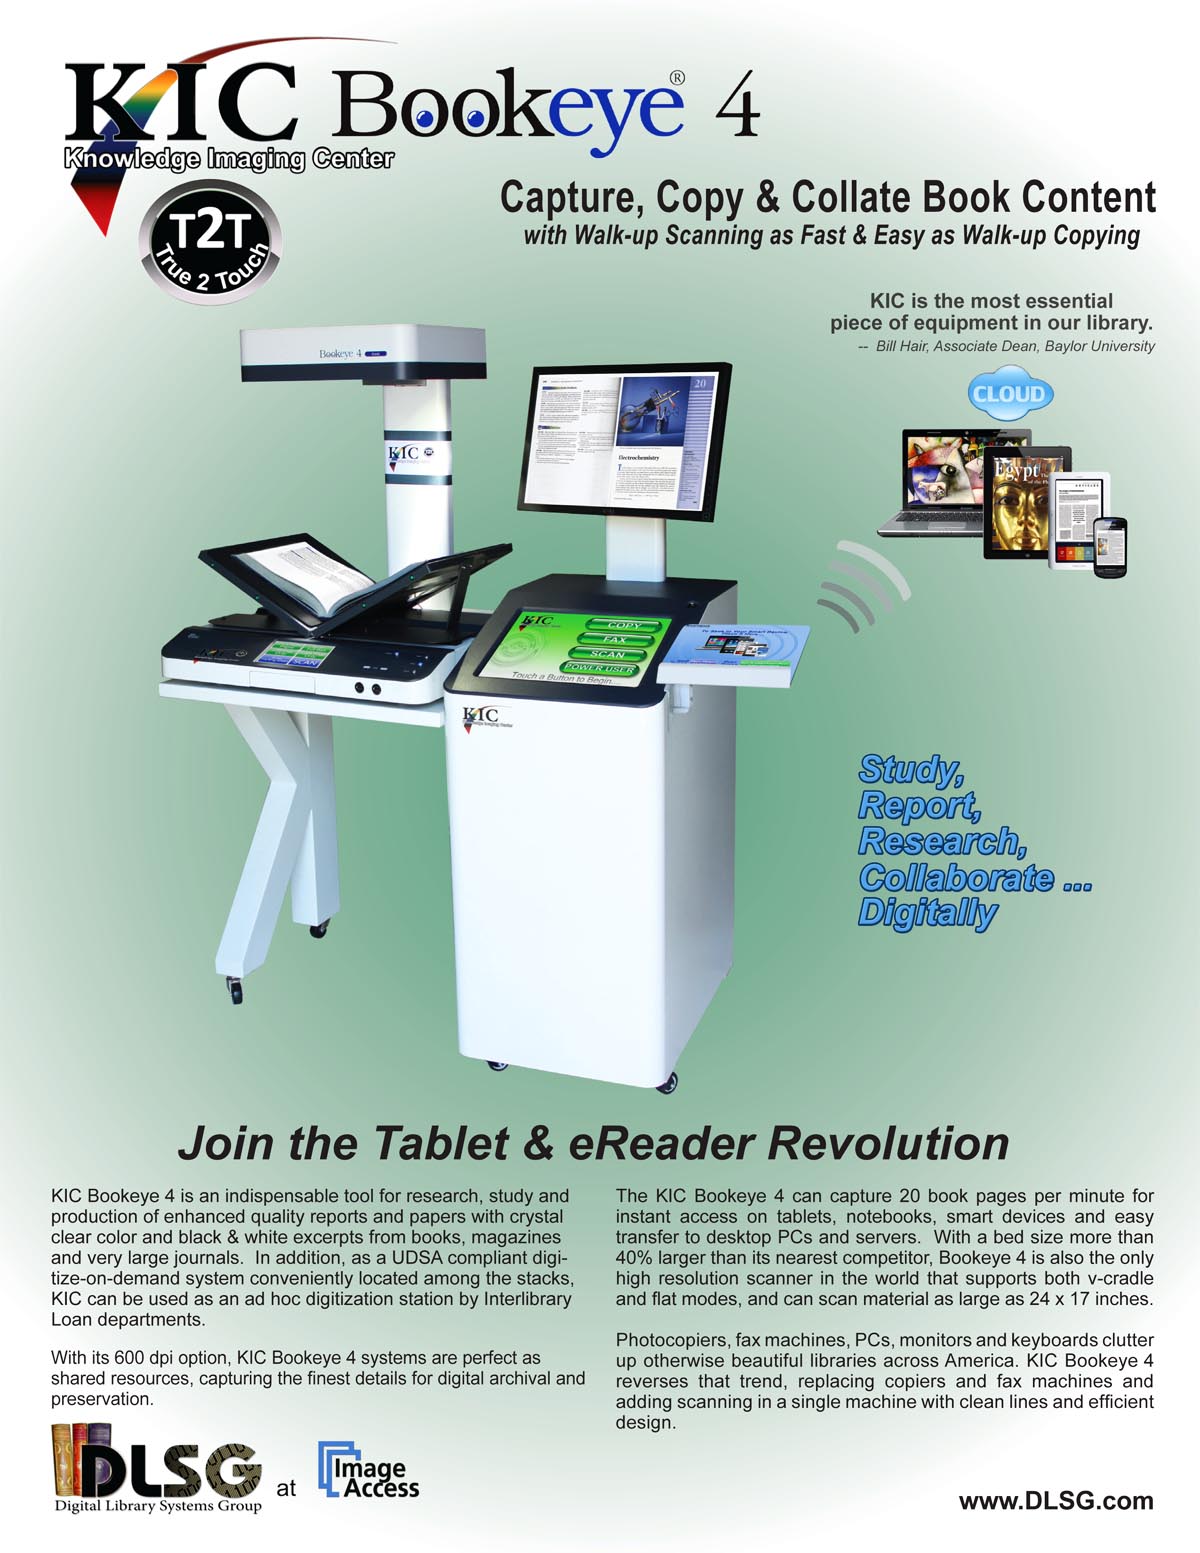 KIC Bookeye® 4
Knowledge Imaging Center
T2T
True 2 Touch
Capture, Copy & Collate Book Content
with Walk-up Scanning as Fast & Easy as Walk-up Copying
KIC is the most essential
piece of equipment in our library.
-- Bill Hair, Associate Dean, Baylor University
CLOUD
Egypt
Bookeye 4
KIC
20
Electrochemistry
KIC
COPY
FAX
SCAN
POWER USER
Touch a Button to Begin...
KIC
SCAN
KIC
Knowledge Imaging Center
Study,
Report,
Research,
Collaborate ...
Digitally
Join the Tablet & eReader Revolution
KIC Bookeye 4 is an indispensable tool for research, study and
production of enhanced quality reports and papers with crystal
clear color and black & white excerpts from books, magazines
and very large journals.  In addition, as a UDSA compliant digi-
tize-on-demand system conveniently located among the stacks,
KIC can be used as an ad hoc digitization station by Interlibrary
Loan departments.
With its 600 dpi option, KIC Bookeye 4 systems are perfect as
shared resources, capturing the finest details for digital archival and
preservation.
The KIC Bookeye 4 can capture 20 book pages per minute for
instant access on tablets, notebooks, smart devices and easy
transfer to desktop PCs and servers.  With a bed size more than
40% larger than its nearest competitor, Bookeye 4 is also the only
high resolution scanner in the world that supports both v-cradle
and flat modes, and can scan material as large as 24 x 17 inches.
Photocopiers, fax machines, PCs, monitors and keyboards clutter
up otherwise beautiful libraries across America. KIC Bookeye 4
reverses that trend, replacing copiers and fax machines and
adding scanning in a single machine with clean lines and efficient
design.
DLSG
Digital Library Systems Group
at
Image
Access
www.DLSG.com